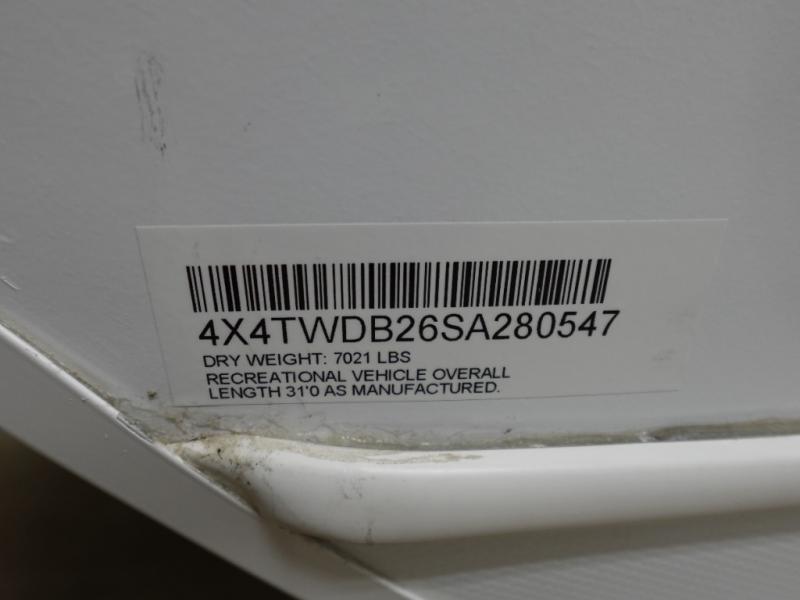 4X4TWDB26SA280547
DRY WEIGHT: 7021 LBS
RECREATIONAL VEHICLE OVERALL
LENGTH 31'0 AS MANUFACTURED.